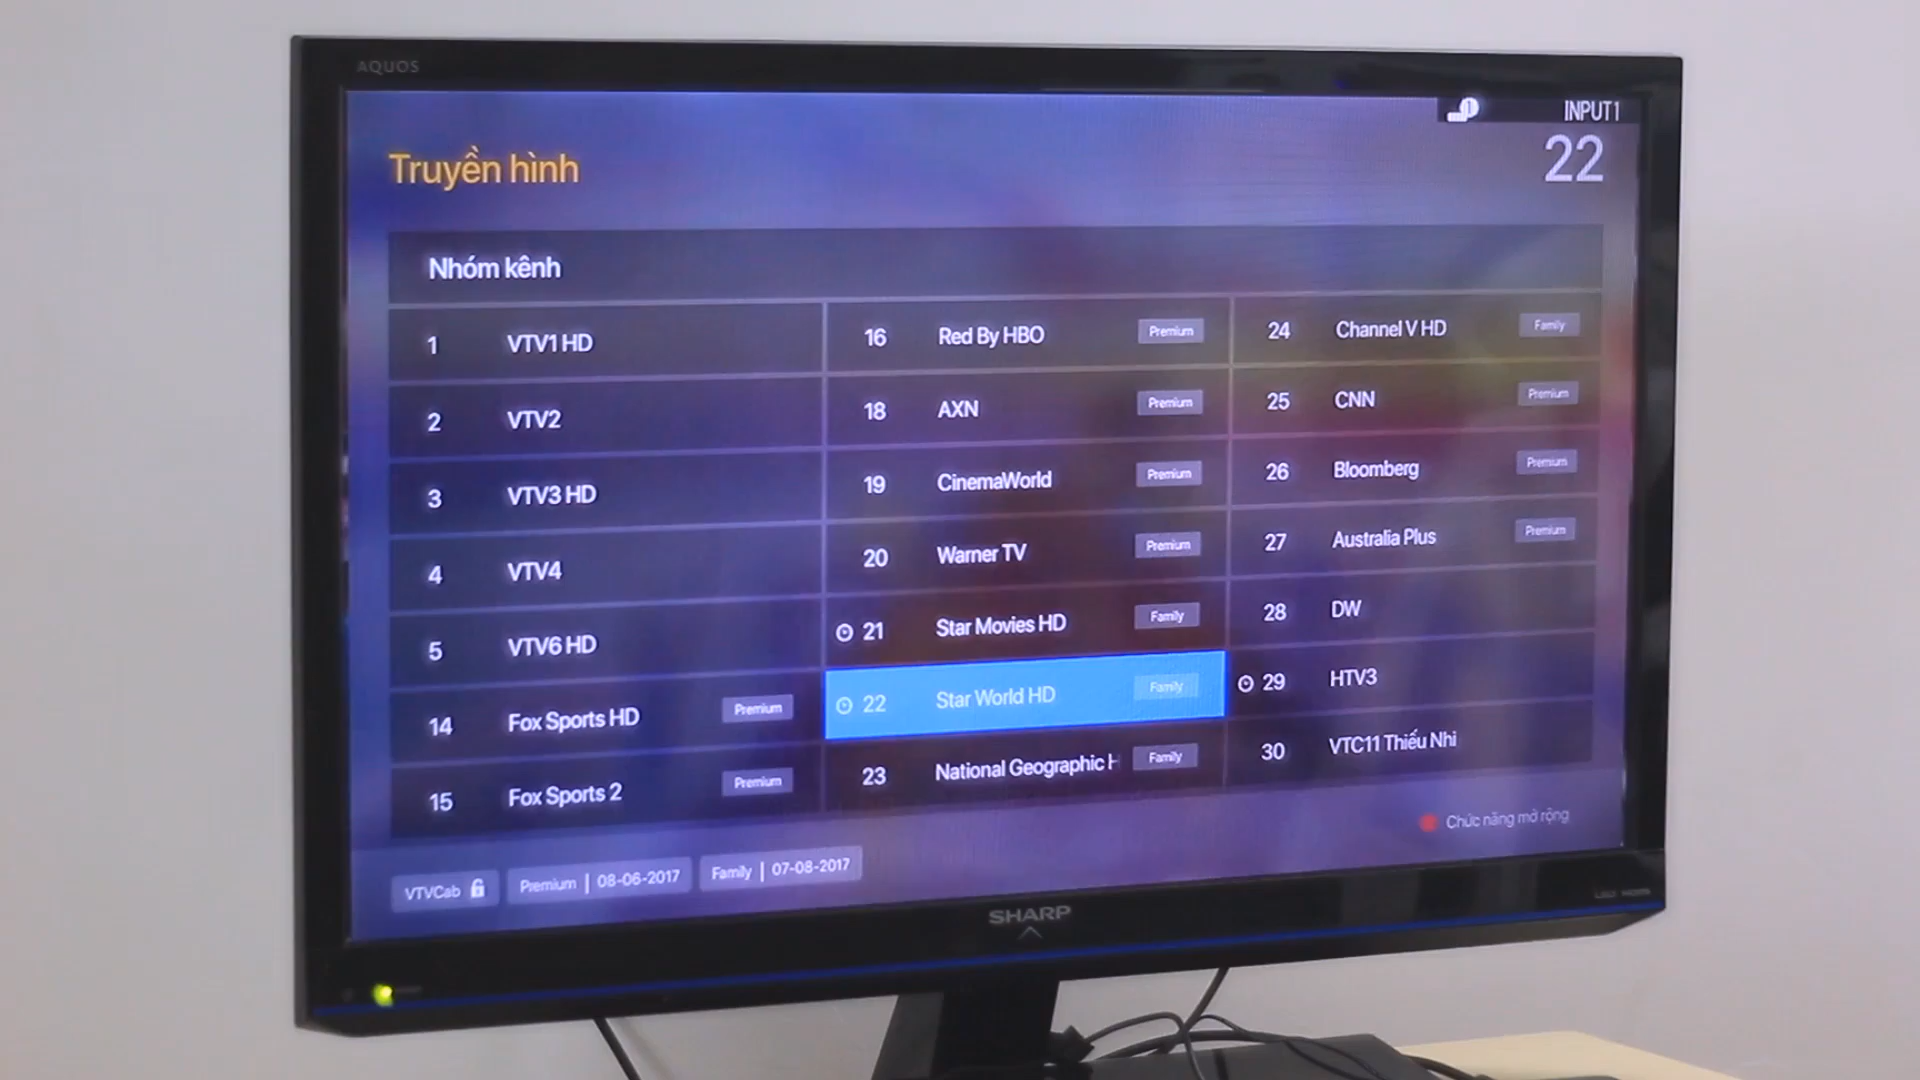 AQUOS
INPUT1
22
Truyền hình
Nhóm kênh
1 VTV1 HD
2 VTV2
3 VTV3 HD
4 VTV4
5 VTV6 HD
14 Fox Sports HD Premium
15 Fox Sports 2 Premium
16 Red By HBO Premium
18 AXN Premium
19 CinemaWorld Premium
20 Warner TV Premium
21 Star Movies HD Family
22 Star World HD Family
23 National Geographic H Family
24 Channel V HD Family
25 CNN Premium
26 Bloomberg Premium
27 Australia Plus Premium
28 DW
29 HTV3
30 VTC11 Thiếu Nhi
Chức năng mở rộng
VTVCab Premium | 08-06-2017 Family | 07-08-2017
SHARP